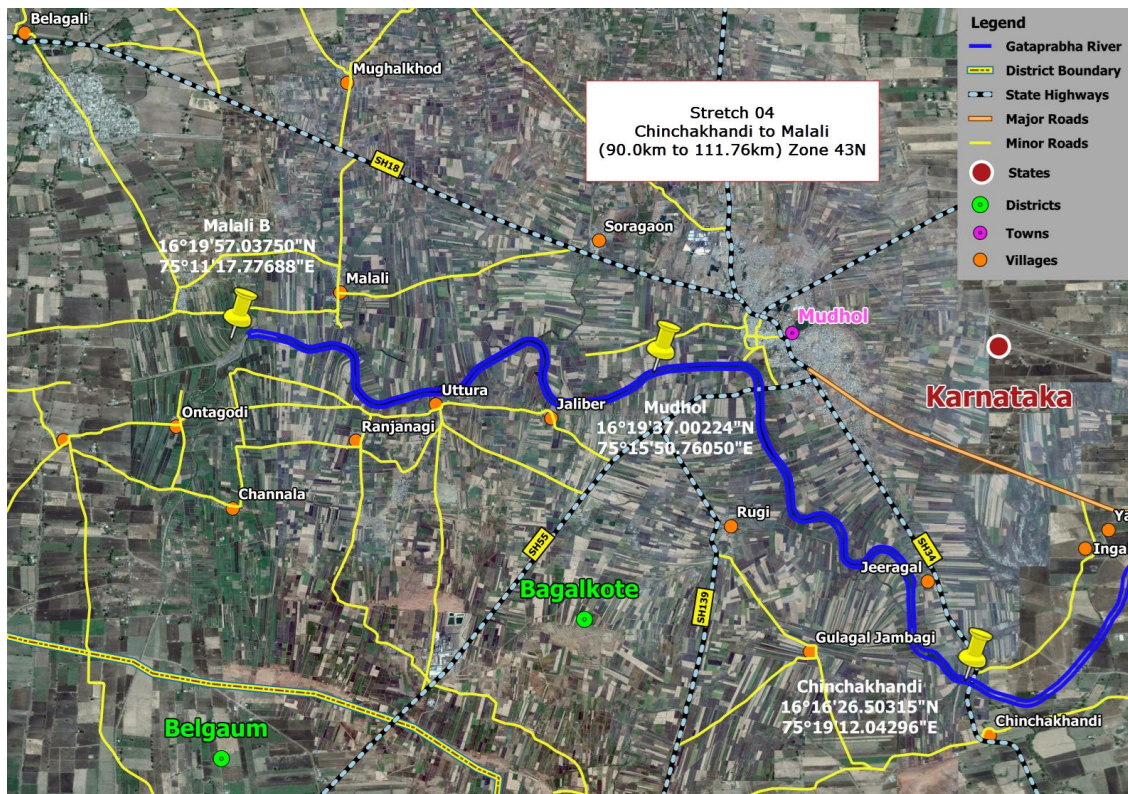 Belagali
Mughalkhod
SH18
Stretch 04
Chinchakhandi to Malali
(90.0km to 111.76km) Zone 43N
Legend
Gataprabha River
District Boundary
State Highways
Major Roads
Minor Roads
States
Districts
Towns
Villages
Malali B
16°19'57.03750"N
75°11'17.77688"E
Soragaon
Malali
Mudhol
Karnataka
Uttura
Jaliber
Mudhol
16°19'37.00224"N
75°15'50.76050"E
Ontagodi
Ranjanagi
Channala
Rugi
Ya
Inga
SH55
SH34
Jeeragal
Bagalkote
SH139
Gulagal Jambagi
Chinchakhandi
16°16'26.50315"N
75°19'12.04296"E
Chinchakhandi
Belgaum